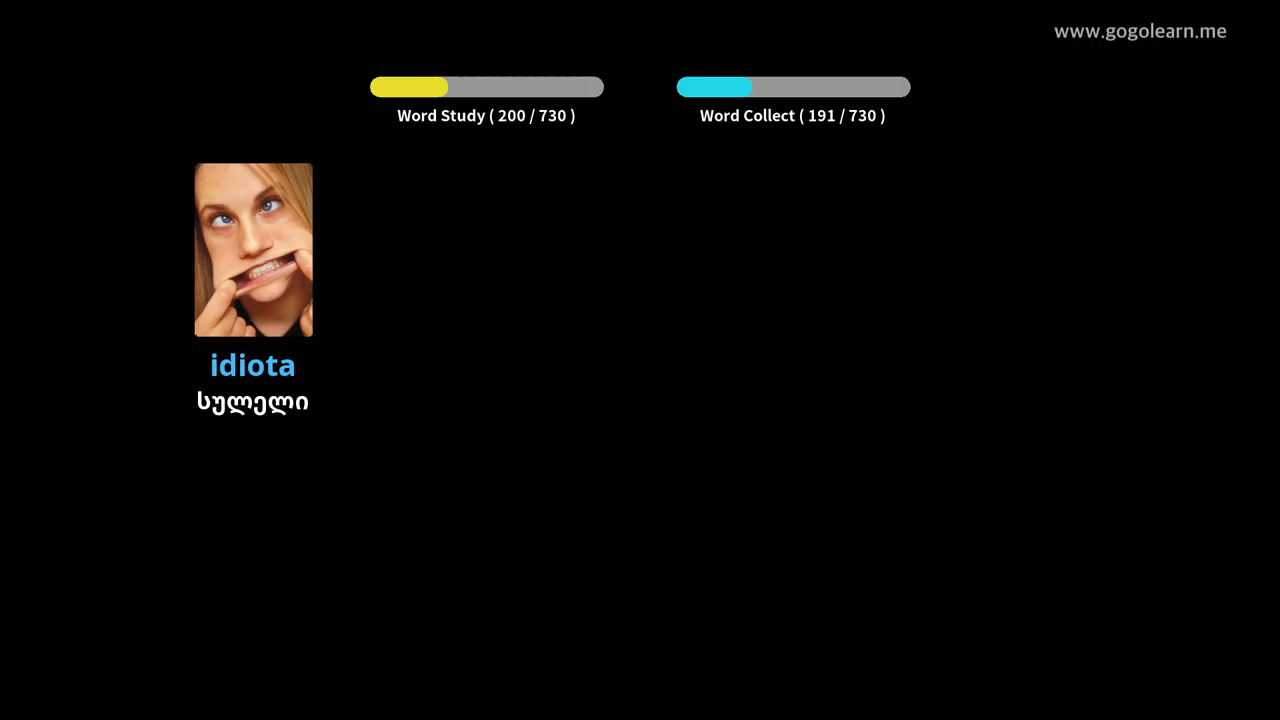 www.gogolearn.me
Word Study ( 200 / 730 )
Word Collect ( 191 / 730 )
idiota
სულელი